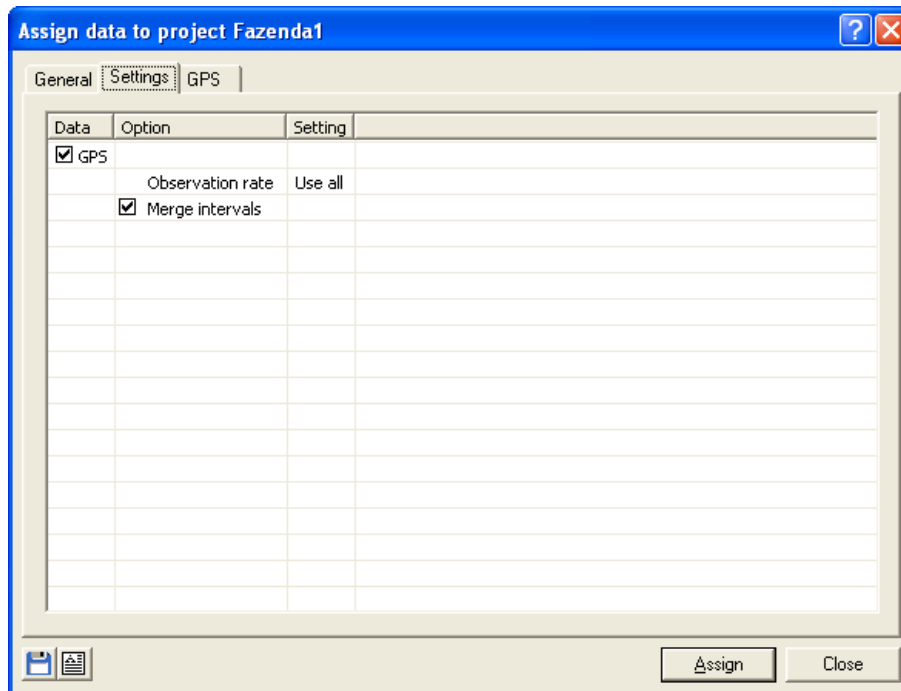 Assign data to project Fazenda1
General Settings GPS
Data Option Setting
GPS
Observation rate Use all
Merge intervals
Assign Close